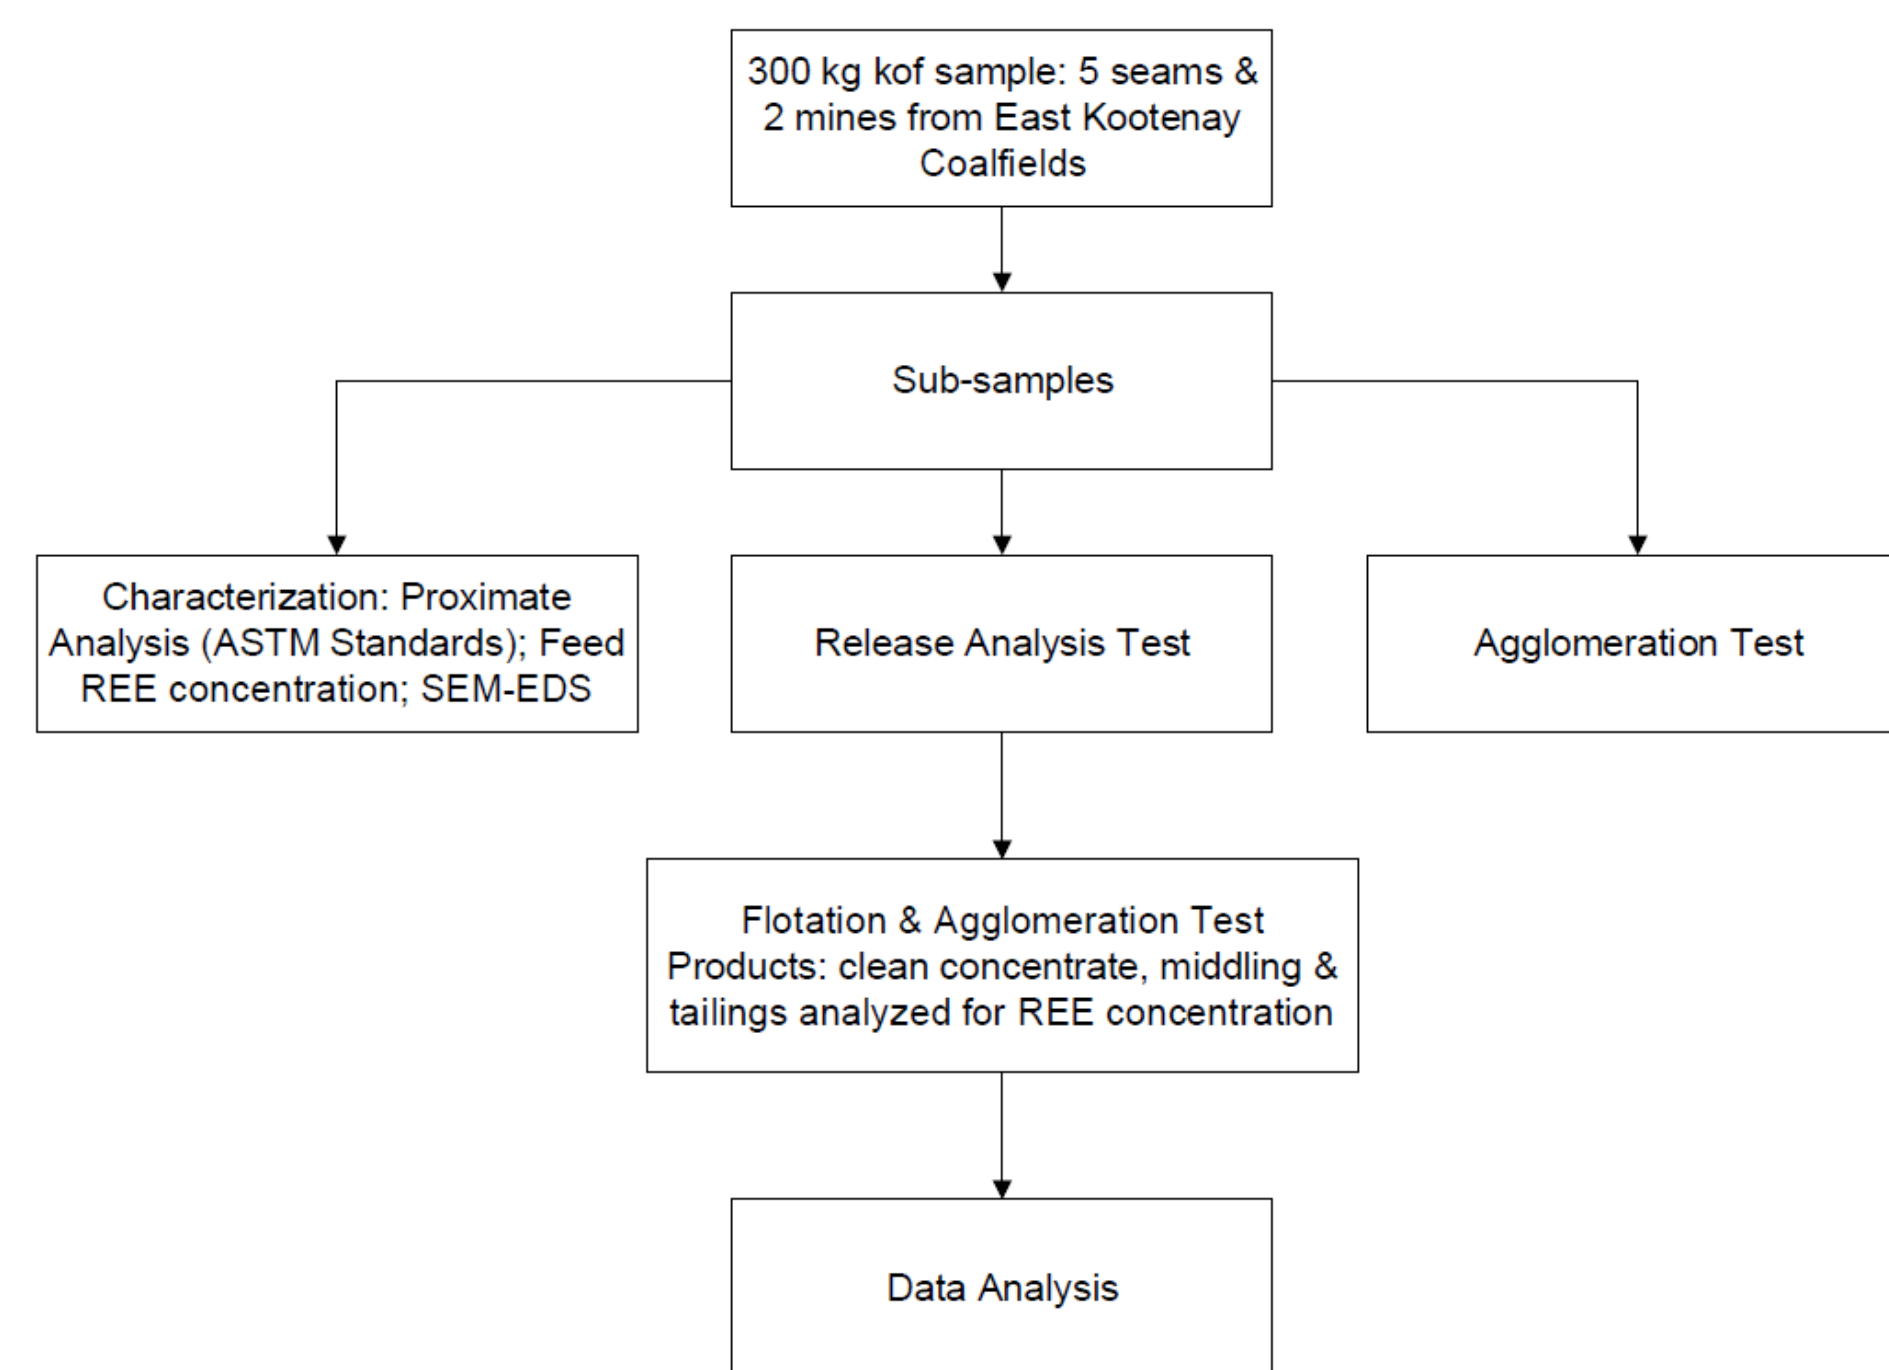 300 kg kof sample: 5 seams &
2 mines from East Kootenay
Coalfields
Sub-samples
Characterization: Proximate
Analysis (ASTM Standards); Feed
REE concentration; SEM-EDS
Release Analysis Test
Agglomeration Test
Flotation & Agglomeration Test
Products: clean concentrate, middling &
tailings analyzed for REE concentration
Data Analysis